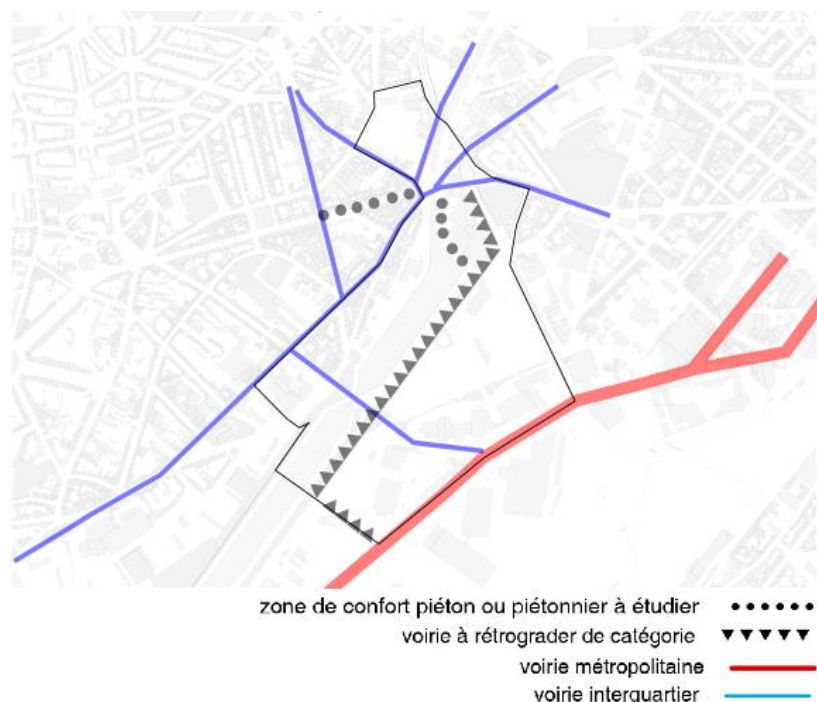 zone de confort piéton ou piétonnier à étudier
voirie à rétrograder de catégorie
voirie métropolitaine
voirie interquartier